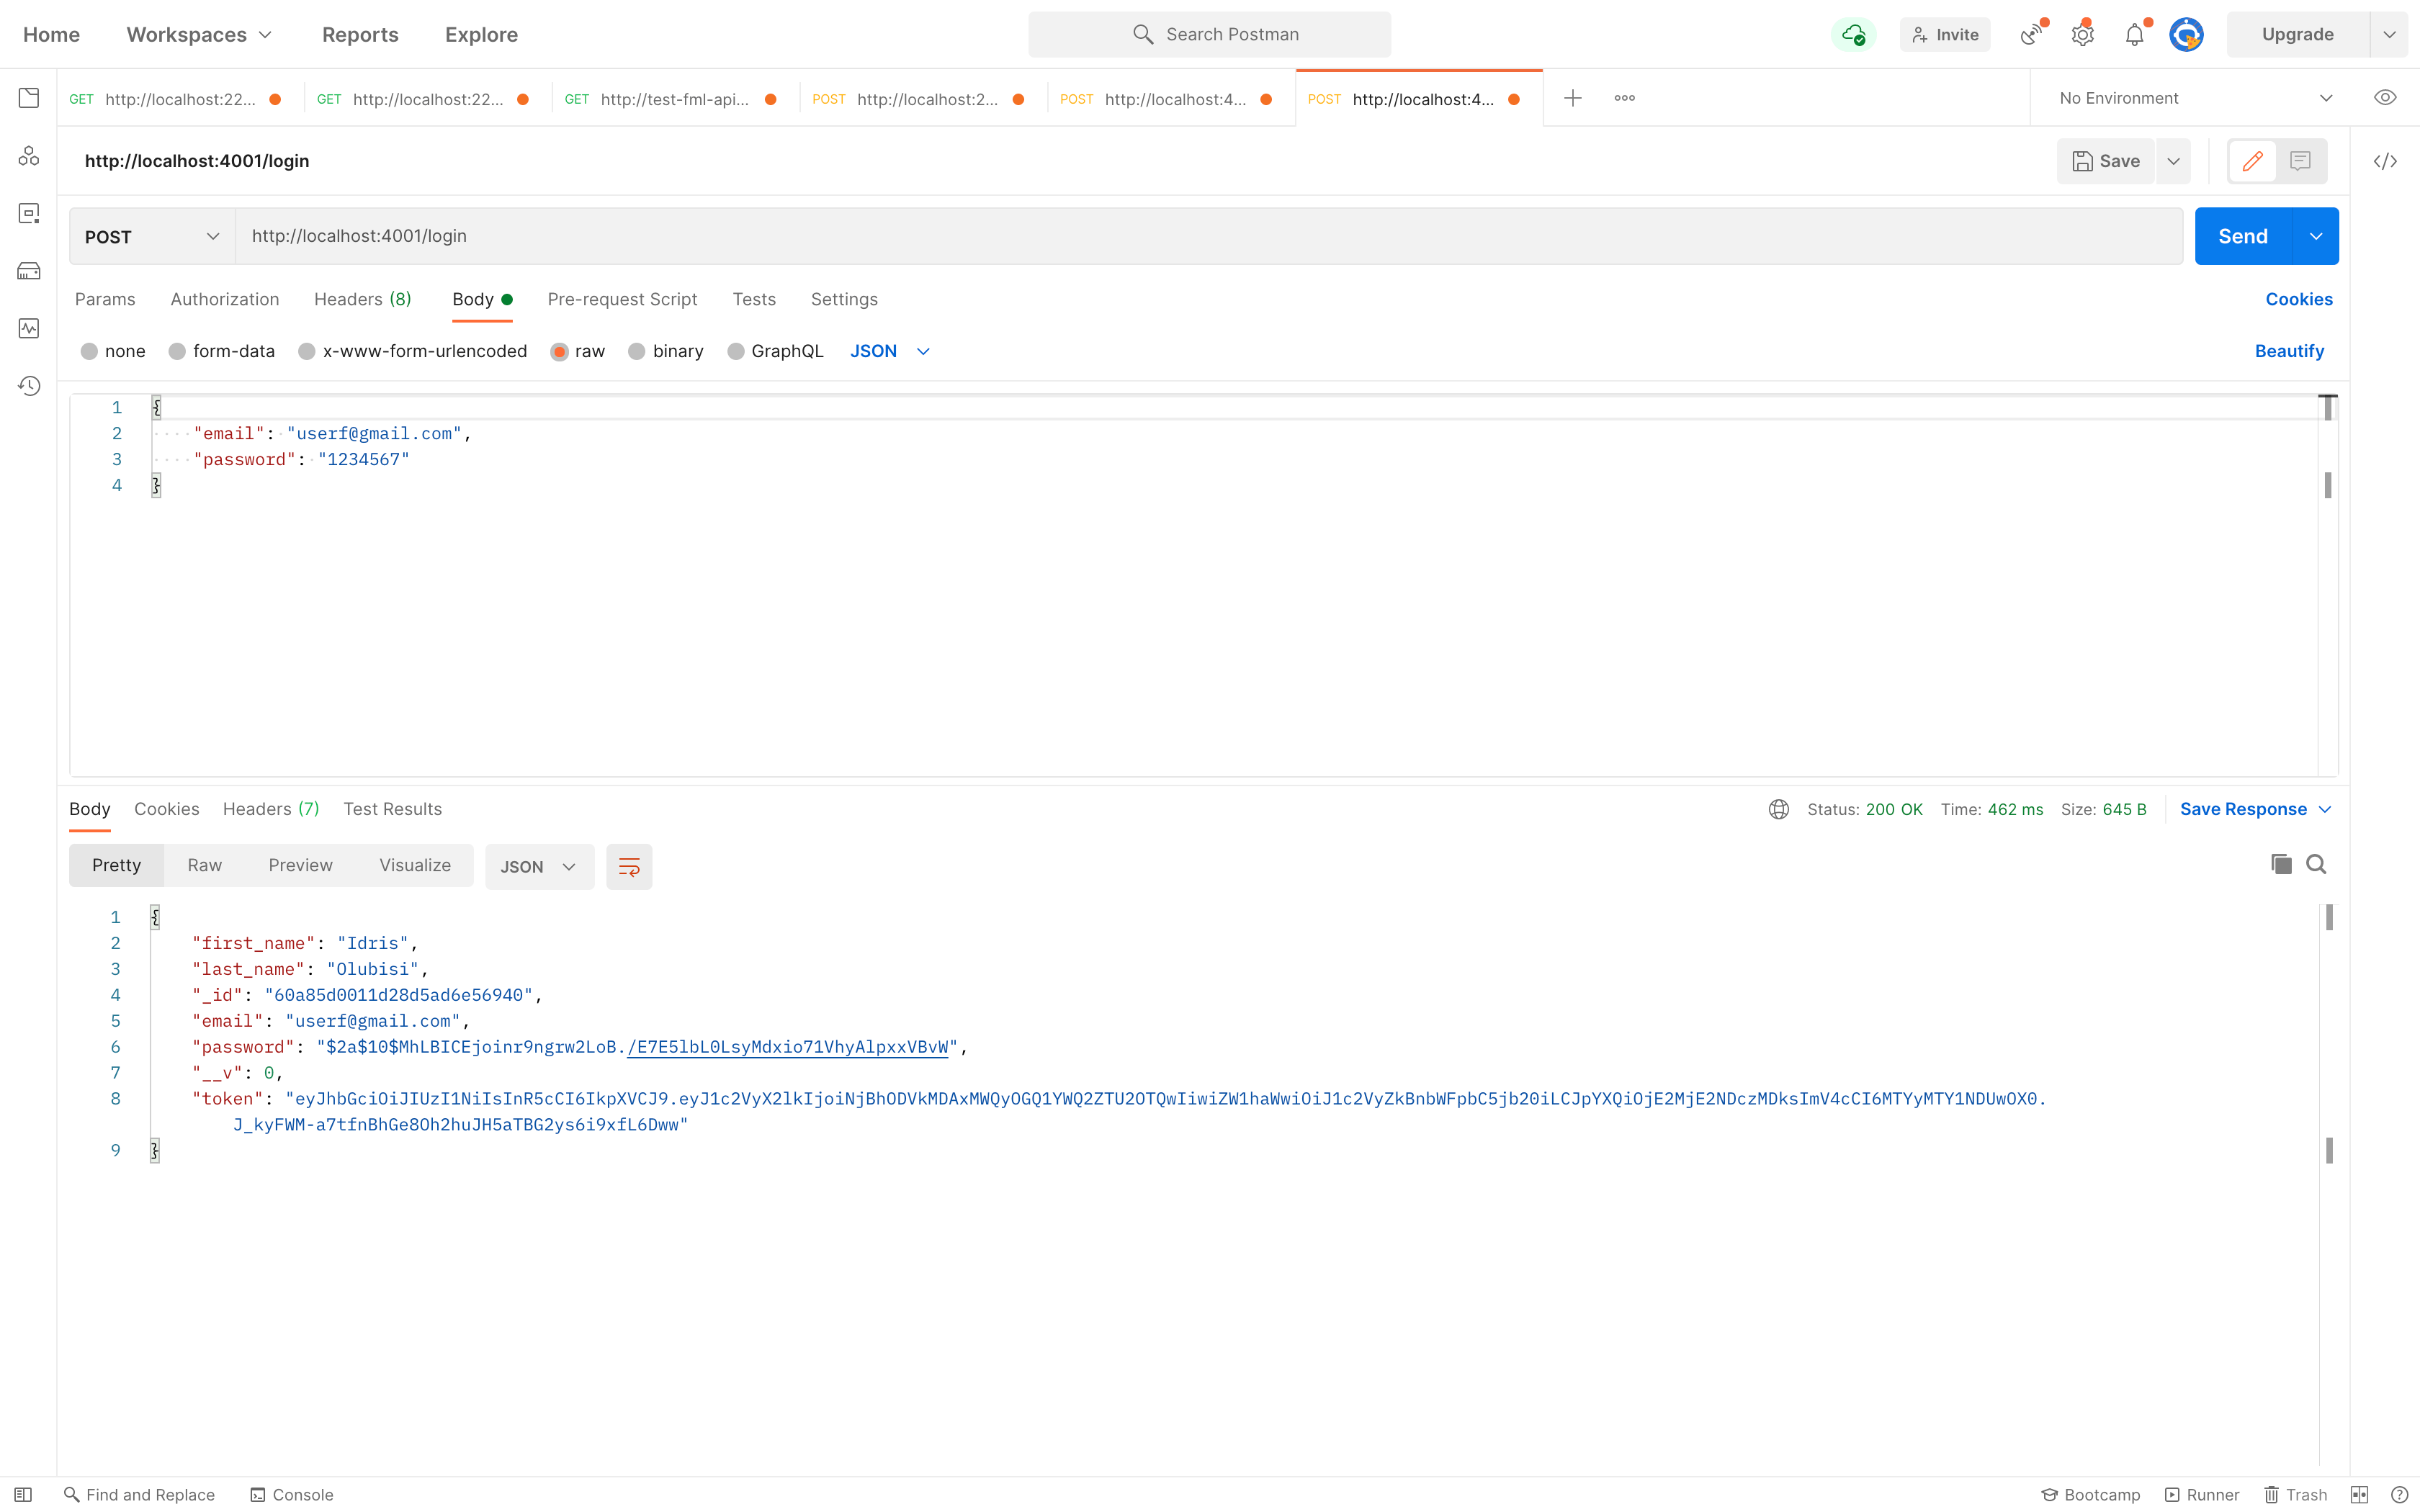 Home Workspaces Reports Explore Search Postman Invite Upgrade
GET http://localhost:22... GET http://localhost:22... GET http://test-fml-api... POST http://localhost:2... POST http://localhost:4... POST http://localhost:4... No Environment
http://localhost:4001/login Save
POST http://localhost:4001/login Send
Params Authorization Headers (8) Body Pre-request Script Tests Settings Cookies
none form-data x-www-form-urlencoded raw binary GraphQL JSON Beautify
1 {
2 "email": "userf@gmail.com",
3 "password": "1234567"
4 }
Body Cookies Headers (7) Test Results Status: 200 OK Time: 462 ms Size: 645 B Save Response
Pretty Raw Preview Visualize JSON
1 {
2 "first_name": "Idris",
3 "last_name": "Olubisi",
4 "_id": "60a85d0011d28d5ad6e56940",
5 "email": "userf@gmail.com",
6 "password": "$2a$10$MhLBICEjoinr9ngrw2LoB./E7E5lbL0LsyMdxio71VhyAlpxxVBvW",
7 "__v": 0,
8 "token": "eyJhbGciOiJIUzI1NiIsInR5cCI6IkpXVCJ9.eyJ1c2VyX2lkIjoiNjBhODVkMDAxMWQyOGQ1YWQ2ZTU2OTQwIiwiZW1haWwiOiJ1c2VyZkBnbWFpbC5jb20iLCJpYXQiOjE2MjE2NDczMDksImV4cCI6MTYyMTY1NDUwOX0.
J_kyFWM-a7tfnBhGe8Oh2huJH5aTBG2ys6i9xfL6Dww"
9 }
Find and Replace Console Bootcamp Runner Trash